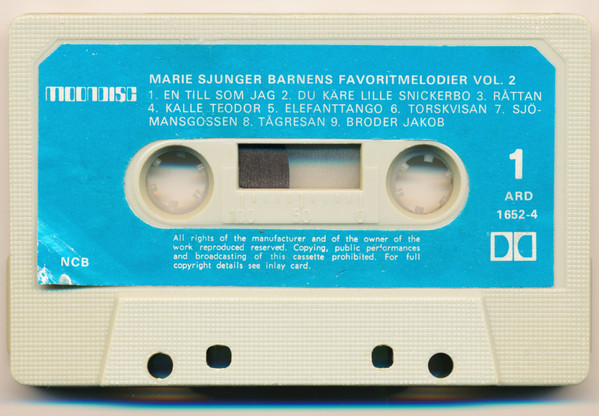 MOONDISC
MARIE SJUNGER BARNENS FAVORITMELODIER VOL. 2
1. EN TILL SOM JAG 2. DU KÄRE LILLE SNICKERBO 3. RÅTTAN
4. KALLE TEODOR 5. ELEFANTTANGO 6. TORSKVISAN 7. SJÖ-
MANSGOSSEN 8. TÅGRESAN 9. BRODER JAKOB
1
ARD
1652-4
100 50 0
All rights of the manufacturer and of the owner of the
work reproduced reserved. Copying, public performances
and broadcasting of this cassette prohibited. For full
copyright details see inlay card.
NCB